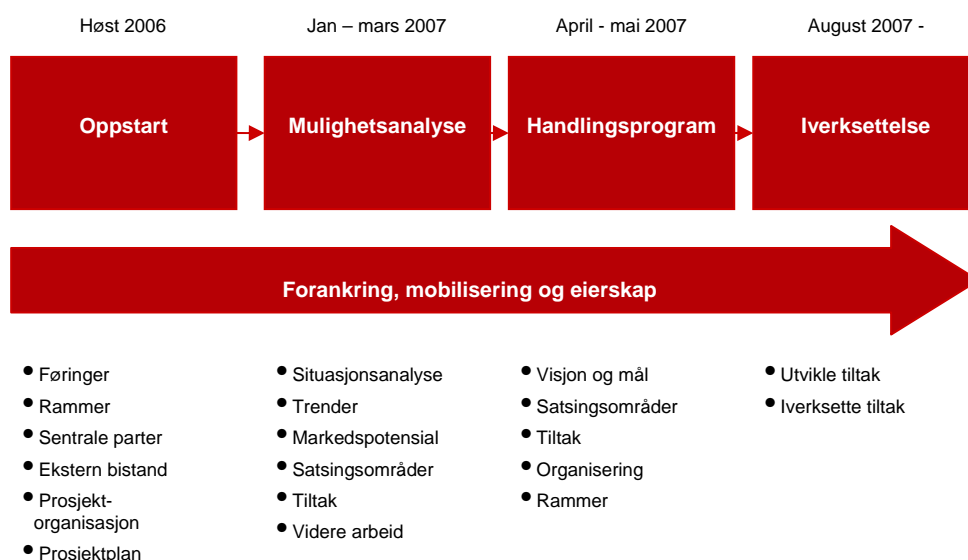 Høst 2006
Jan – mars 2007
April - mai 2007
August 2007 -
Oppstart
Mulighetsanalyse
Handlingsprogram
Iverksettelse
Forankring, mobilisering og eierskap
• Føringer
• Rammer
• Sentrale parter
• Ekstern bistand
• Prosjekt-
organisasjon
• Prosjektplan
• Situasjonsanalyse
• Trender
• Markedspotensial
• Satsingsområder
• Tiltak
• Videre arbeid
• Visjon og mål
• Satsingsområder
• Tiltak
• Organisering
• Rammer
• Utvikle tiltak
• Iverksette tiltak